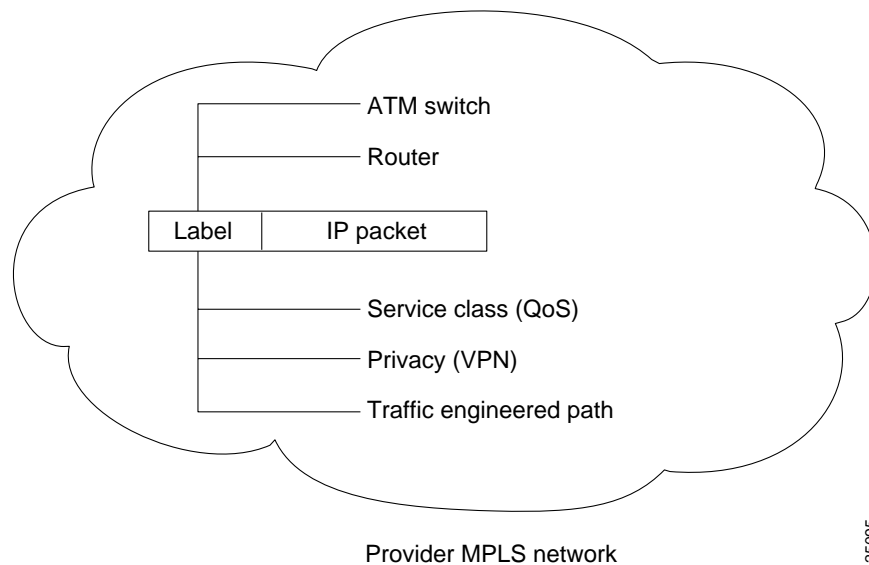 ATM switch
Router
Label
IP packet
Service class (QoS)
Privacy (VPN)
Traffic engineered path
Provider MPLS network